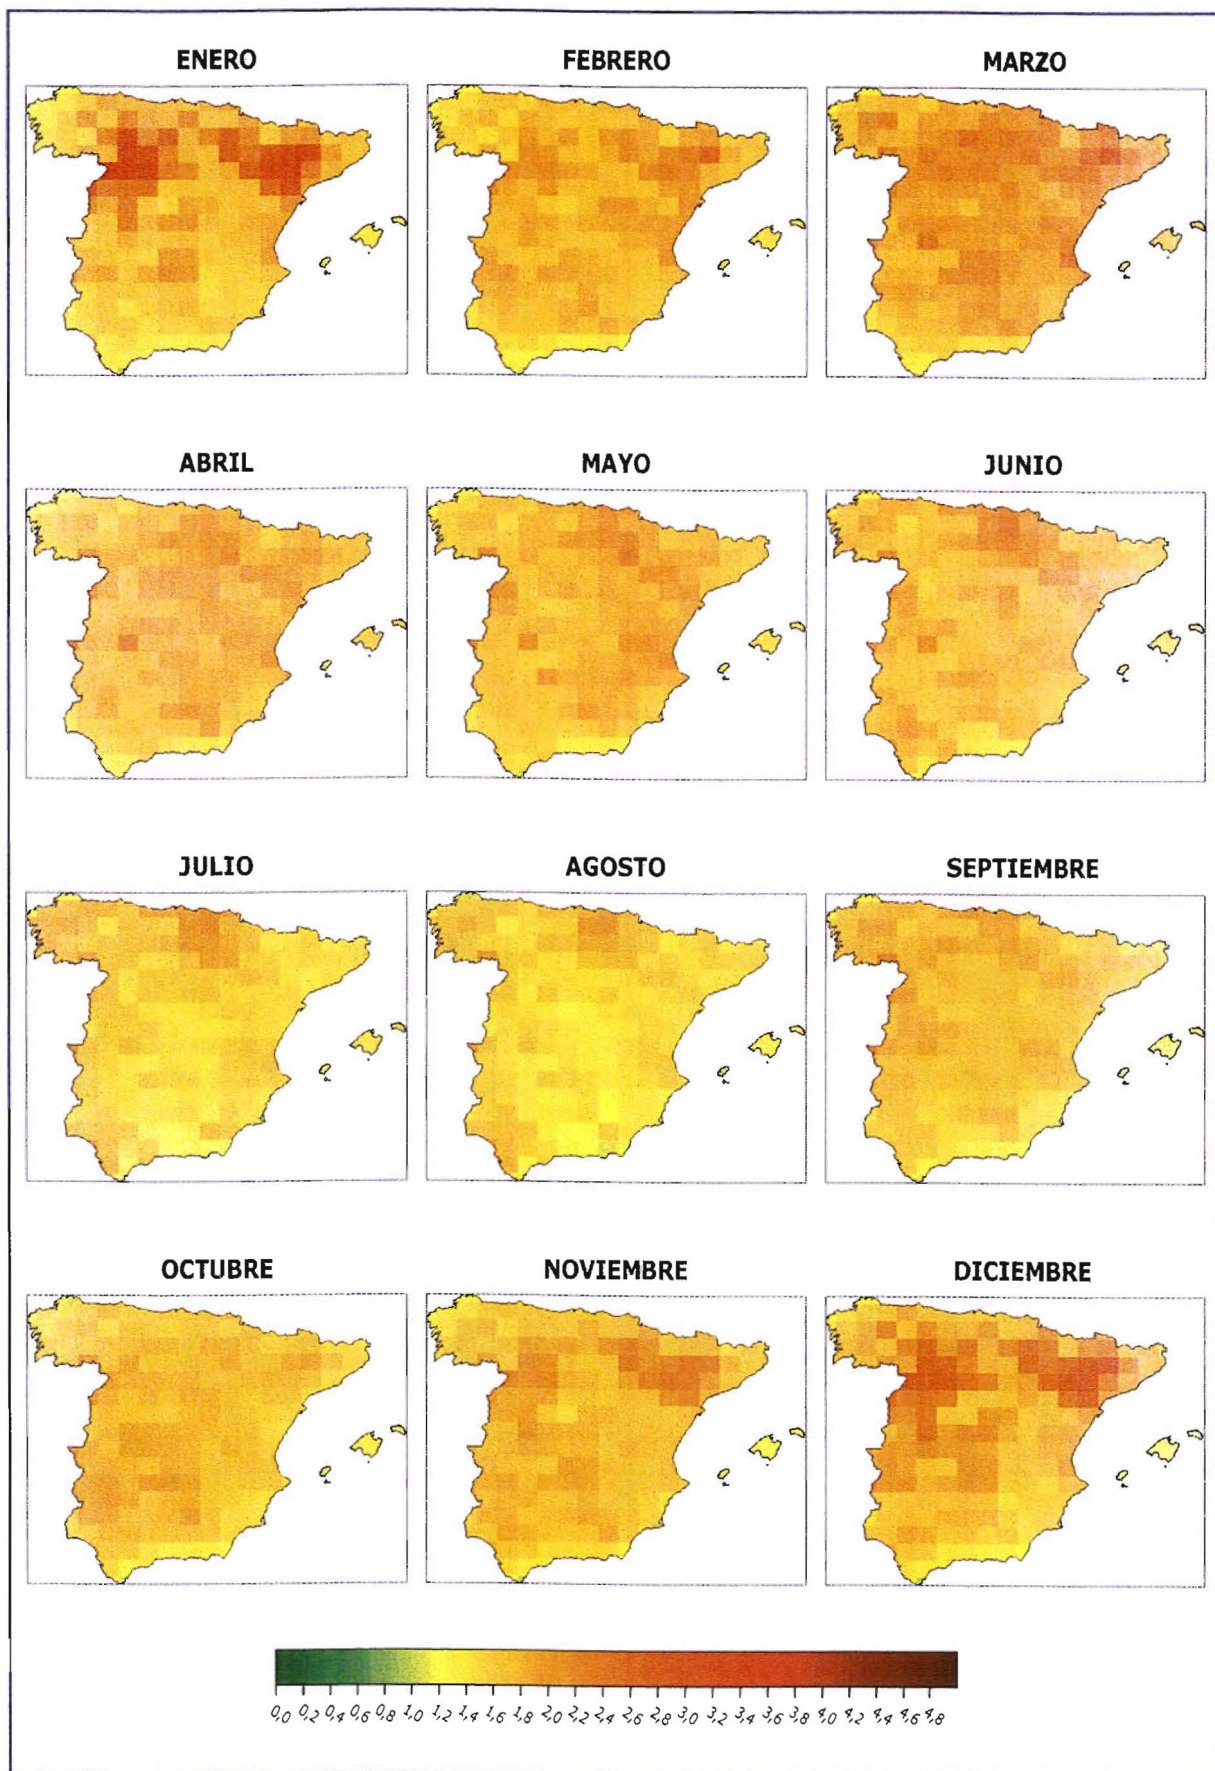 ENERO FEBRERO MARZO
ABRIL MAYO JUNIO
JULIO AGOSTO SEPTIEMBRE
OCTUBRE NOVIEMBRE DICIEMBRE
0,0 0,2 0,4 0,6 0,8 1,0 1,2 1,4 1,6 1,8 2,0 2,2 2,4 2,6 2,8 3,0 3,2 3,4 3,6 3,8 4,0 4,2 4,4 4,6 4,8